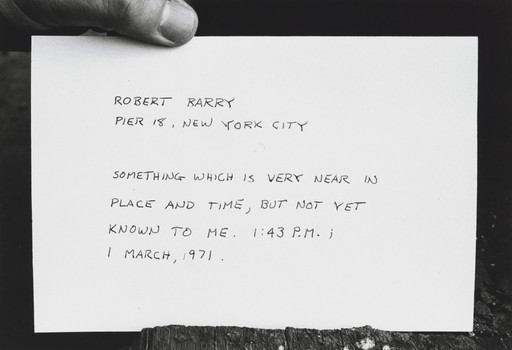 ROBERT BARRY
PIER 18, NEW YORK CITY
SOMETHING WHICH IS VERY NEAR IN
PLACE AND TIME, BUT NOT YET
KNOWN TO ME. 1:43 P.M. ;
1 MARCH, 1971.